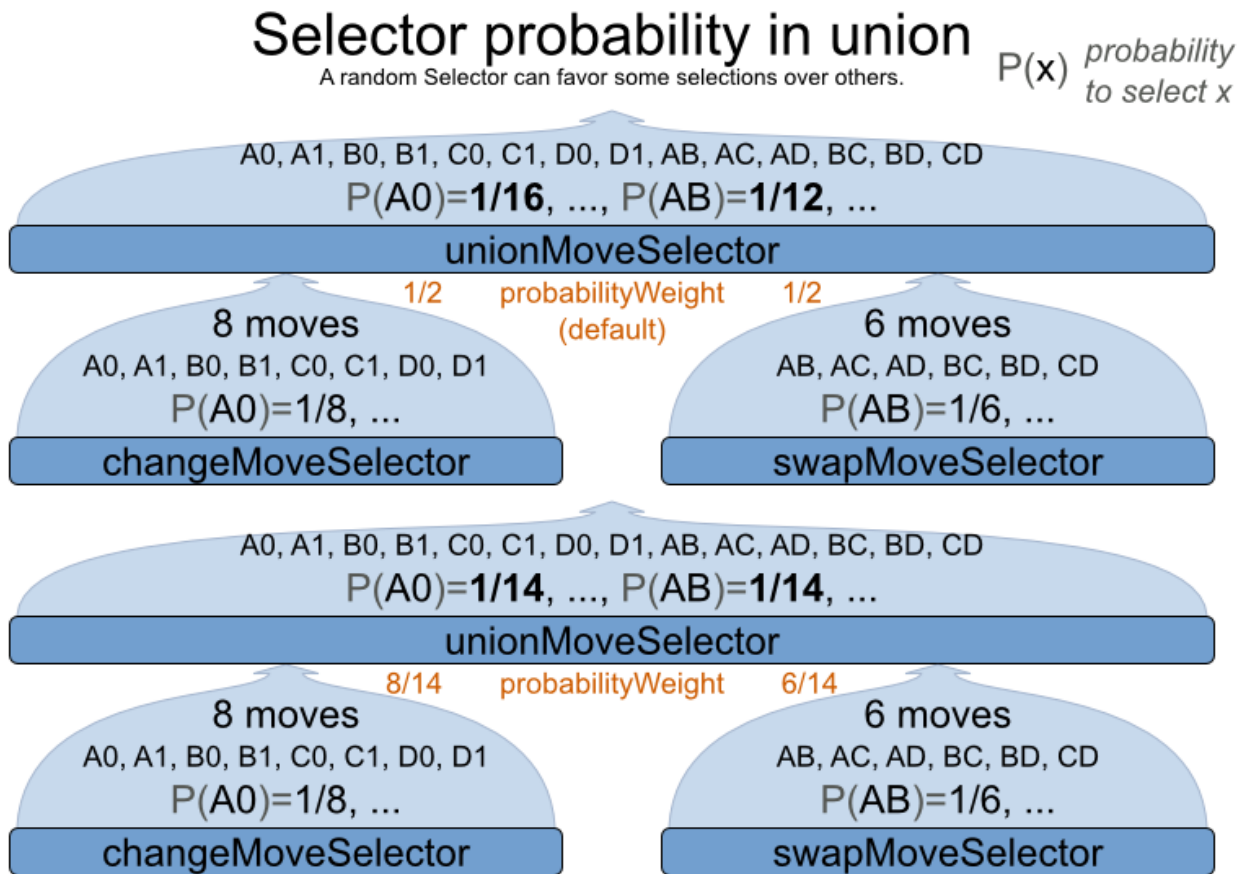 Selector probability in union
A random Selector can favor some selections over others.
P(x) probability
to select x
A0, A1, B0, B1, C0, C1, D0, D1, AB, AC, AD, BC, BD, CD
P(A0)=1/16, ..., P(AB)=1/12, ...
unionMoveSelector
1/2 probabilityWeight 1/2
(default)
8 moves
A0, A1, B0, B1, C0, C1, D0, D1
P(A0)=1/8, ...
changeMoveSelector
6 moves
AB, AC, AD, BC, BD, CD
P(AB)=1/6, ...
swapMoveSelector
A0, A1, B0, B1, C0, C1, D0, D1, AB, AC, AD, BC, BD, CD
P(A0)=1/14, ..., P(AB)=1/14, ...
unionMoveSelector
8/14 probabilityWeight 6/14
8 moves
A0, A1, B0, B1, C0, C1, D0, D1
P(A0)=1/8, ...
changeMoveSelector
6 moves
AB, AC, AD, BC, BD, CD
P(AB)=1/6, ...
swapMoveSelector